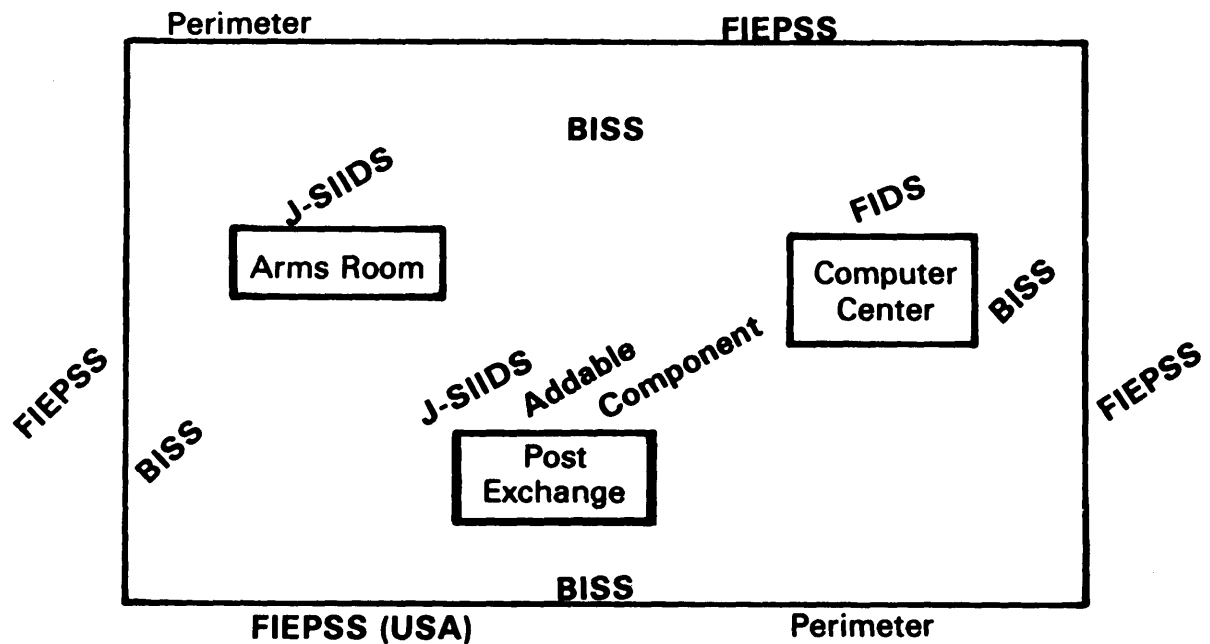 Perimeter
FIEPSS
BISS
J-SIIDS
Arms Room
FIDS
Computer
Center
BISS
FIEPSS
BISS
J-SIIDS
Addable
Component
Post
Exchange
FIEPSS
BISS
FIEPSS (USA)
Perimeter